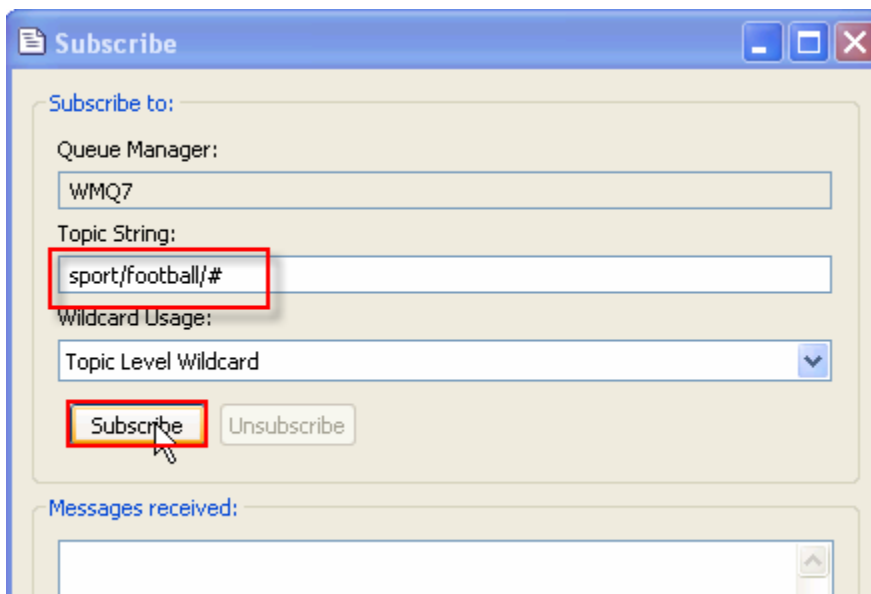 Subscribe
Subscribe to:
Queue Manager:
WMQ7
Topic String:
sport/football/#
Wildcard Usage:
Topic Level Wildcard
Subscribe Unsubscribe
Messages received: